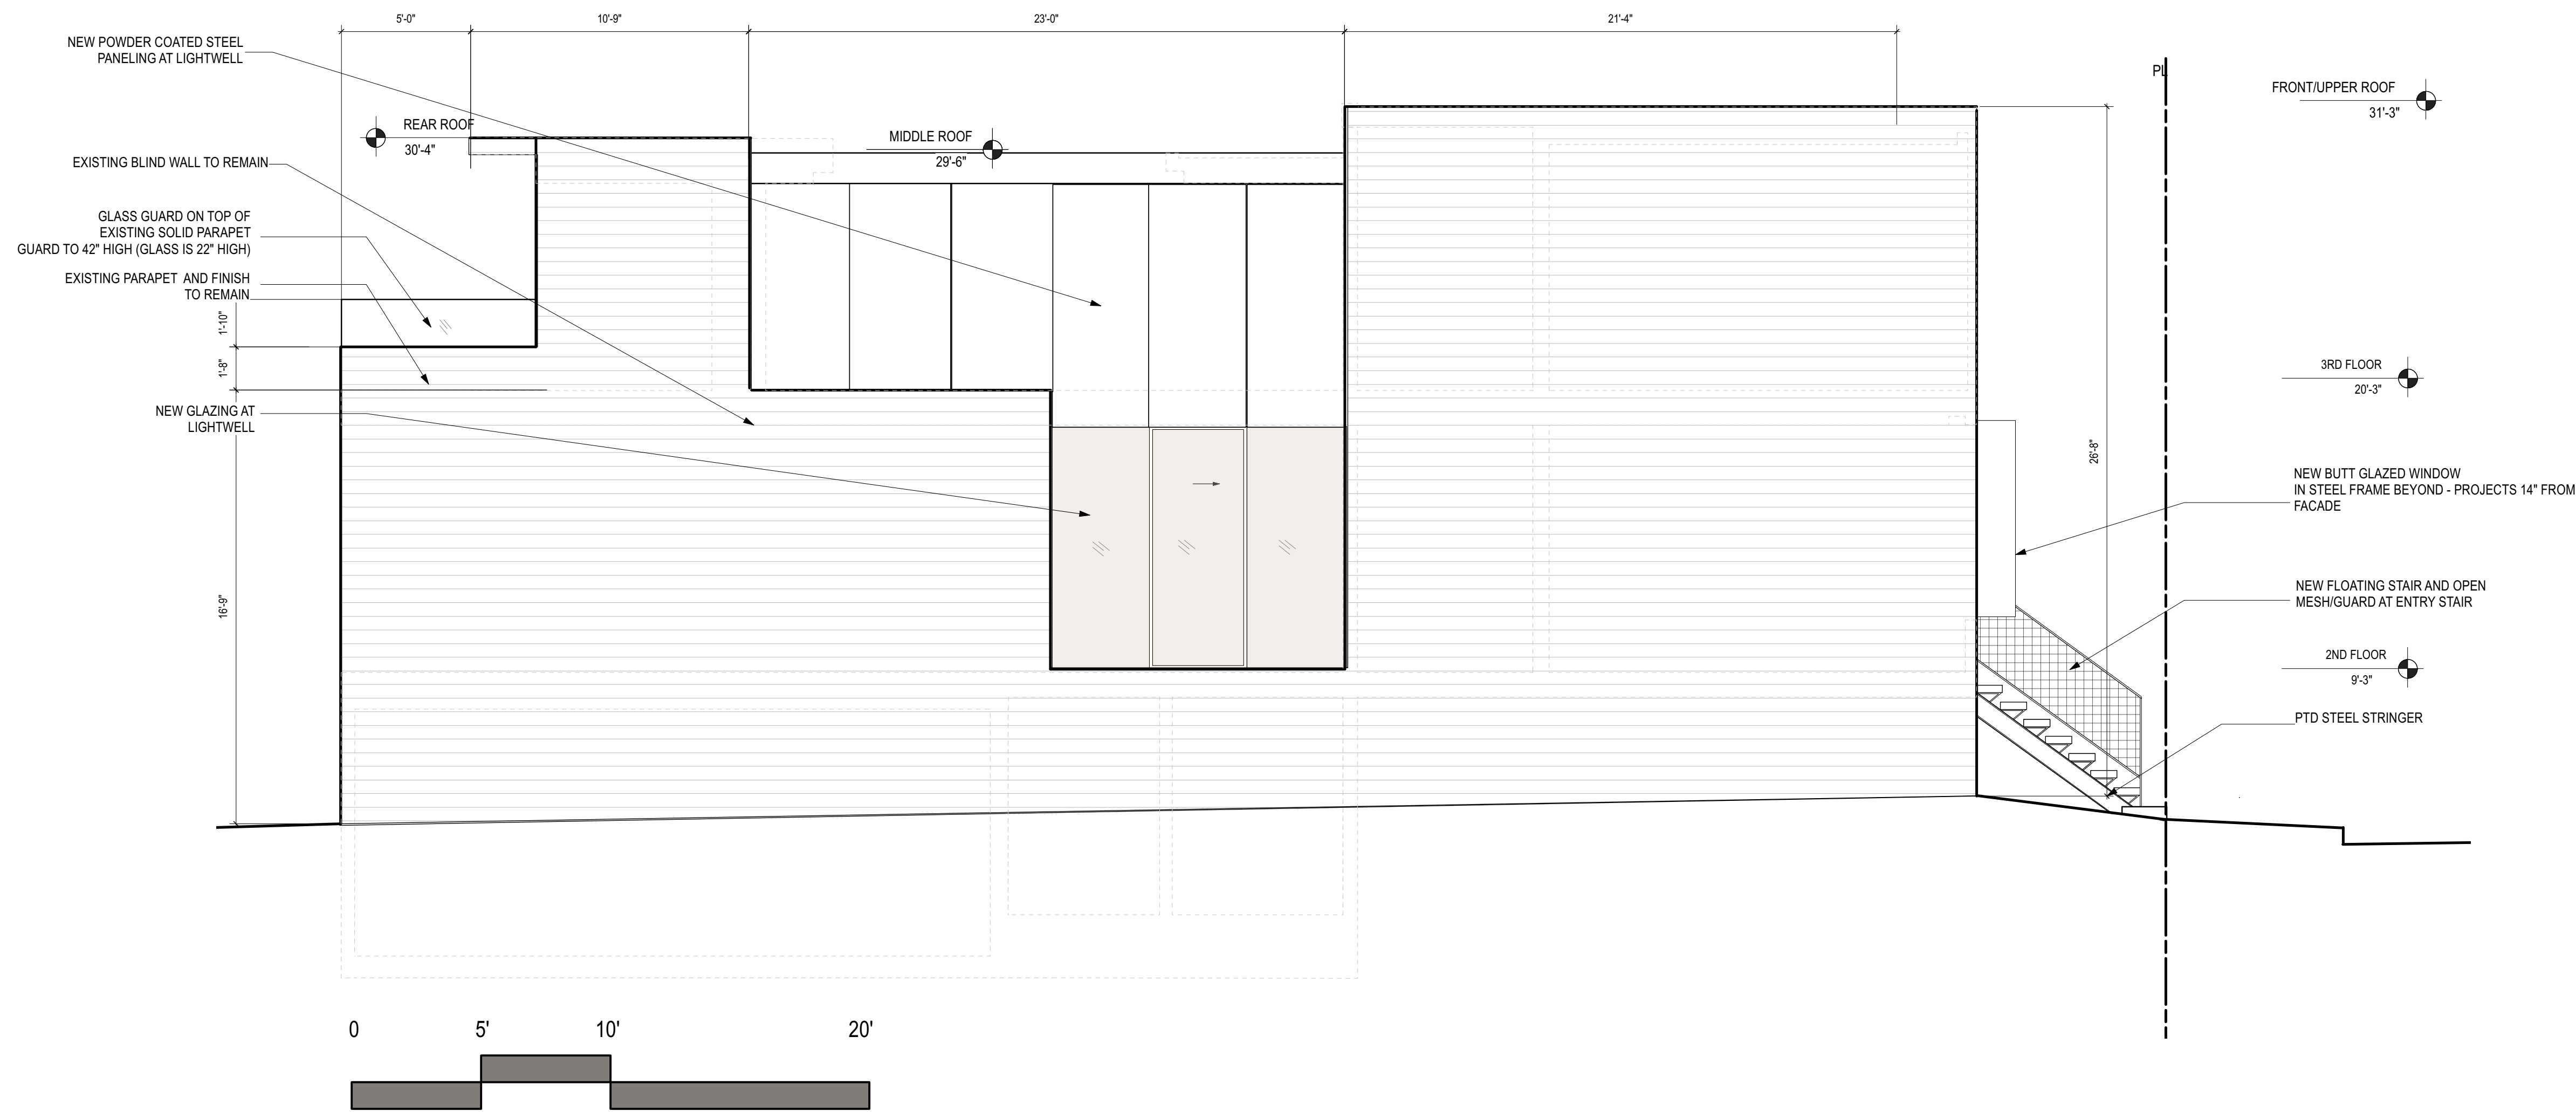 5'-0"
10'-9"
23'-0"
21'-4"
NEW POWDER COATED STEEL
PANELING AT LIGHTWELL
PL
FRONT/UPPER ROOF
31'-3"
REAR ROOF
30'-4"
MIDDLE ROOF
29'-6"
EXISTING BLIND WALL TO REMAIN
GLASS GUARD ON TOP OF
EXISTING SOLID PARAPET
GUARD TO 42" HIGH (GLASS IS 22" HIGH)
EXISTING PARAPET AND FINISH
TO REMAIN
1'-10"
1'-8"
3RD FLOOR
20'-3"
NEW GLAZING AT
LIGHTWELL
26'-8"
NEW BUTT GLAZED WINDOW
IN STEEL FRAME BEYOND - PROJECTS 14" FROM
FACADE
16'-9"
NEW FLOATING STAIR AND OPEN
MESH/GUARD AT ENTRY STAIR
2ND FLOOR
9'-3"
PTD STEEL STRINGER
0
5'
10'
20'